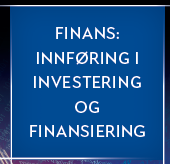 FINANS:
INNFØRING I
INVESTERING
OG
FINANSIERING